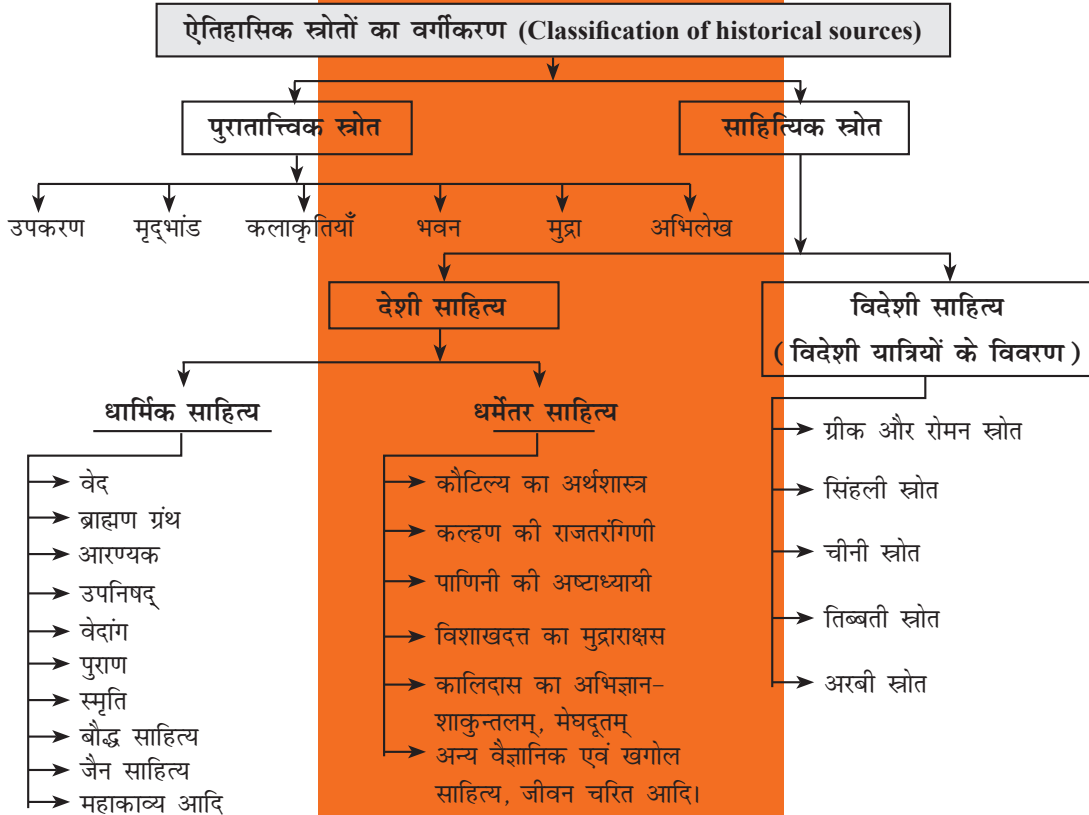 ऐतिहासिक स्त्रोतों का वर्गीकरण (Classification of historical sources)
पुरातात्त्विक स्त्रोत
साहित्यिक स्त्रोत
उपकरण मृद्‌भांड कलाकृतियाँ भवन मुद्रा अभिलेख
देशी साहित्य
विदेशी साहित्य
(विदेशी यात्रियों के विवरण)
धार्मिक साहित्य
वेद
ब्राह्मण ग्रंथ
आरण्यक
उपनिषद्
वेदांग
पुराण
स्मृति
बौद्ध साहित्य
जैन साहित्य
महाकाव्य आदि
धर्मेतर साहित्य
कौटिल्य का अर्थशास्त्र
कल्हण की राजतरंगिणी
पाणिनी की अष्टाध्यायी
विशाखदत्त का मुद्राराक्षस
कालिदास का अभिज्ञान-
शाकुन्तलम्, मेघदूतम्
अन्य वैज्ञानिक एवं खगोल
साहित्य, जीवन चरित आदि।
ग्रीक और रोमन स्त्रोत
सिंहली स्त्रोत
चीनी स्त्रोत
तिब्बती स्त्रोत
अरबी स्त्रोत